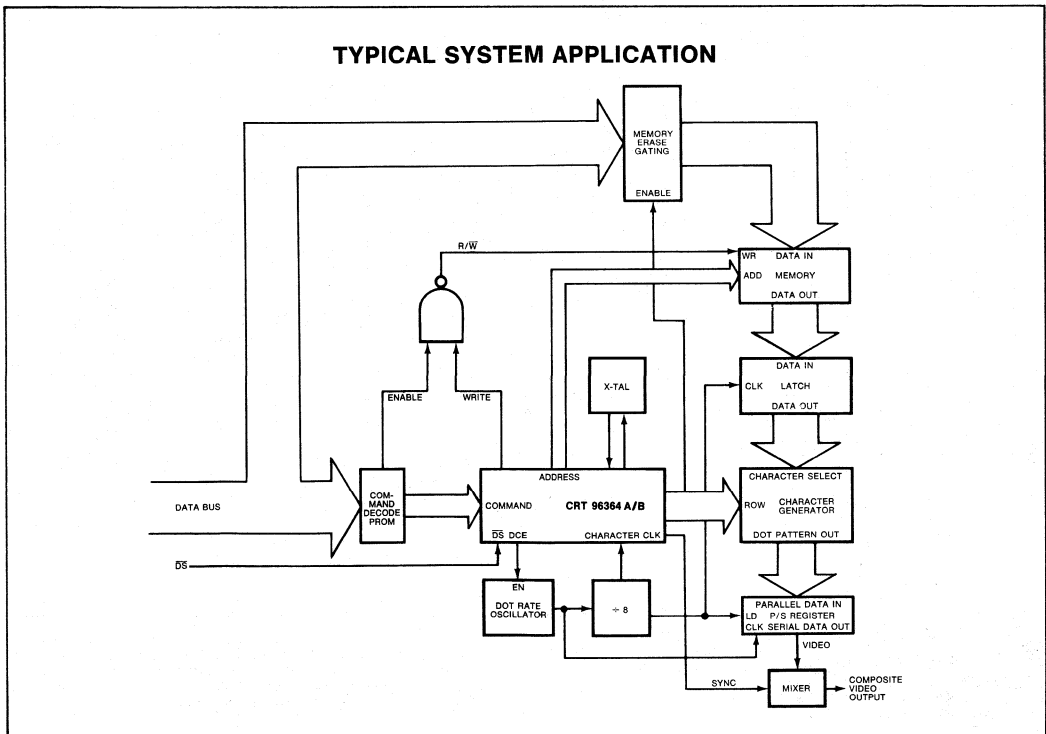 TYPICAL SYSTEM APPLICATION
MEMORY
ERASE
GATING
ENABLE
R/W̅
WR DATA IN
ADD MEMORY
DATA OUT
DATA IN
CLK LATCH
DATA OUT
X-TAL
ENABLE
WRITE
ADDRESS
COMMAND CRT 96364 A/B
D̅S̅ DCE CHARACTER CLK
COM-
MAND
DECODE
PROM
DATA BUS
D̅S̅
CHARACTER SELECT
ROW CHARACTER
GENERATOR
DOT PATTERN OUT
EN
DOT RATE
OSCILLATOR
÷ 8
PARALLEL DATA IN
LD P/S REGISTER
CLK SERIAL DATA OUT
VIDEO
SYNC
MIXER
COMPOSITE
VIDEO
OUTPUT